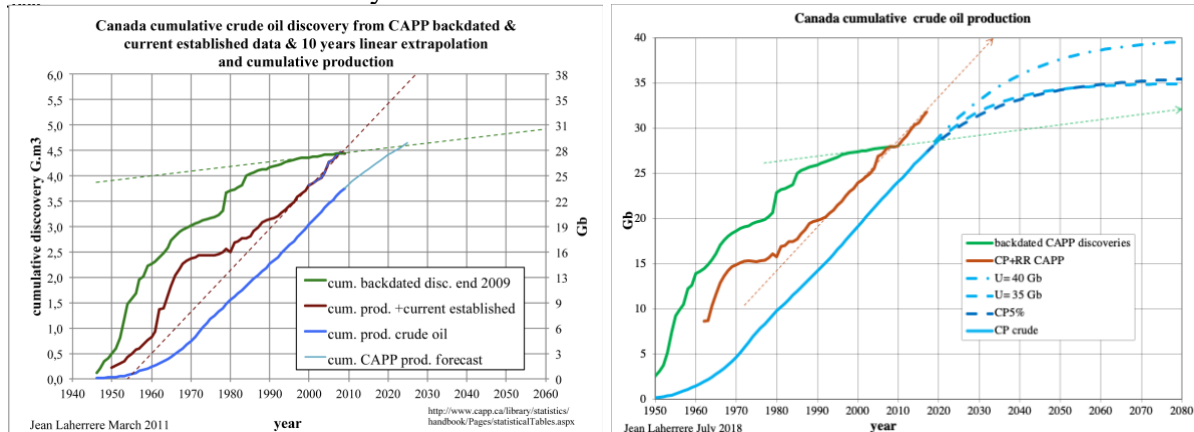 Canada cumulative crude oil discovery from CAPP backdated &
current established data & 10 years linear extrapolation
and cumulative production
cumulative disccovery G.m3
6,0
5,5
5,0
4,5
4,0
3,5
3,0
2,5
2,0
1,5
1,0
0,5
0,0
38
35
31
28
25
22
19
16
13
9
6
3
0
Gb
cum. backdated disc. end 2009
cum. prod. +current established
cum. prod. crude oil
cum. CAPP prod. forecast
1940 1950 1960 1970 1980 1990 2000 2010 2020 2030 2040 2050 2060
year
Jean Laherrere March 2011
http://www.capp.ca/library/statistics/
handbook/Pages/statisticalTables.aspx
Canada cumulative crude oil production
Gb
40
35
30
25
20
15
10
5
0
backdated CAPP discoveries
CP+RR CAPP
U= 40 Gb
U= 35 Gb
CP5%
CP crude
1950 1960 1970 1980 1990 2000 2010 2020 2030 2040 2050 2060 2070 2080
year
Jean Laherrere July 2018